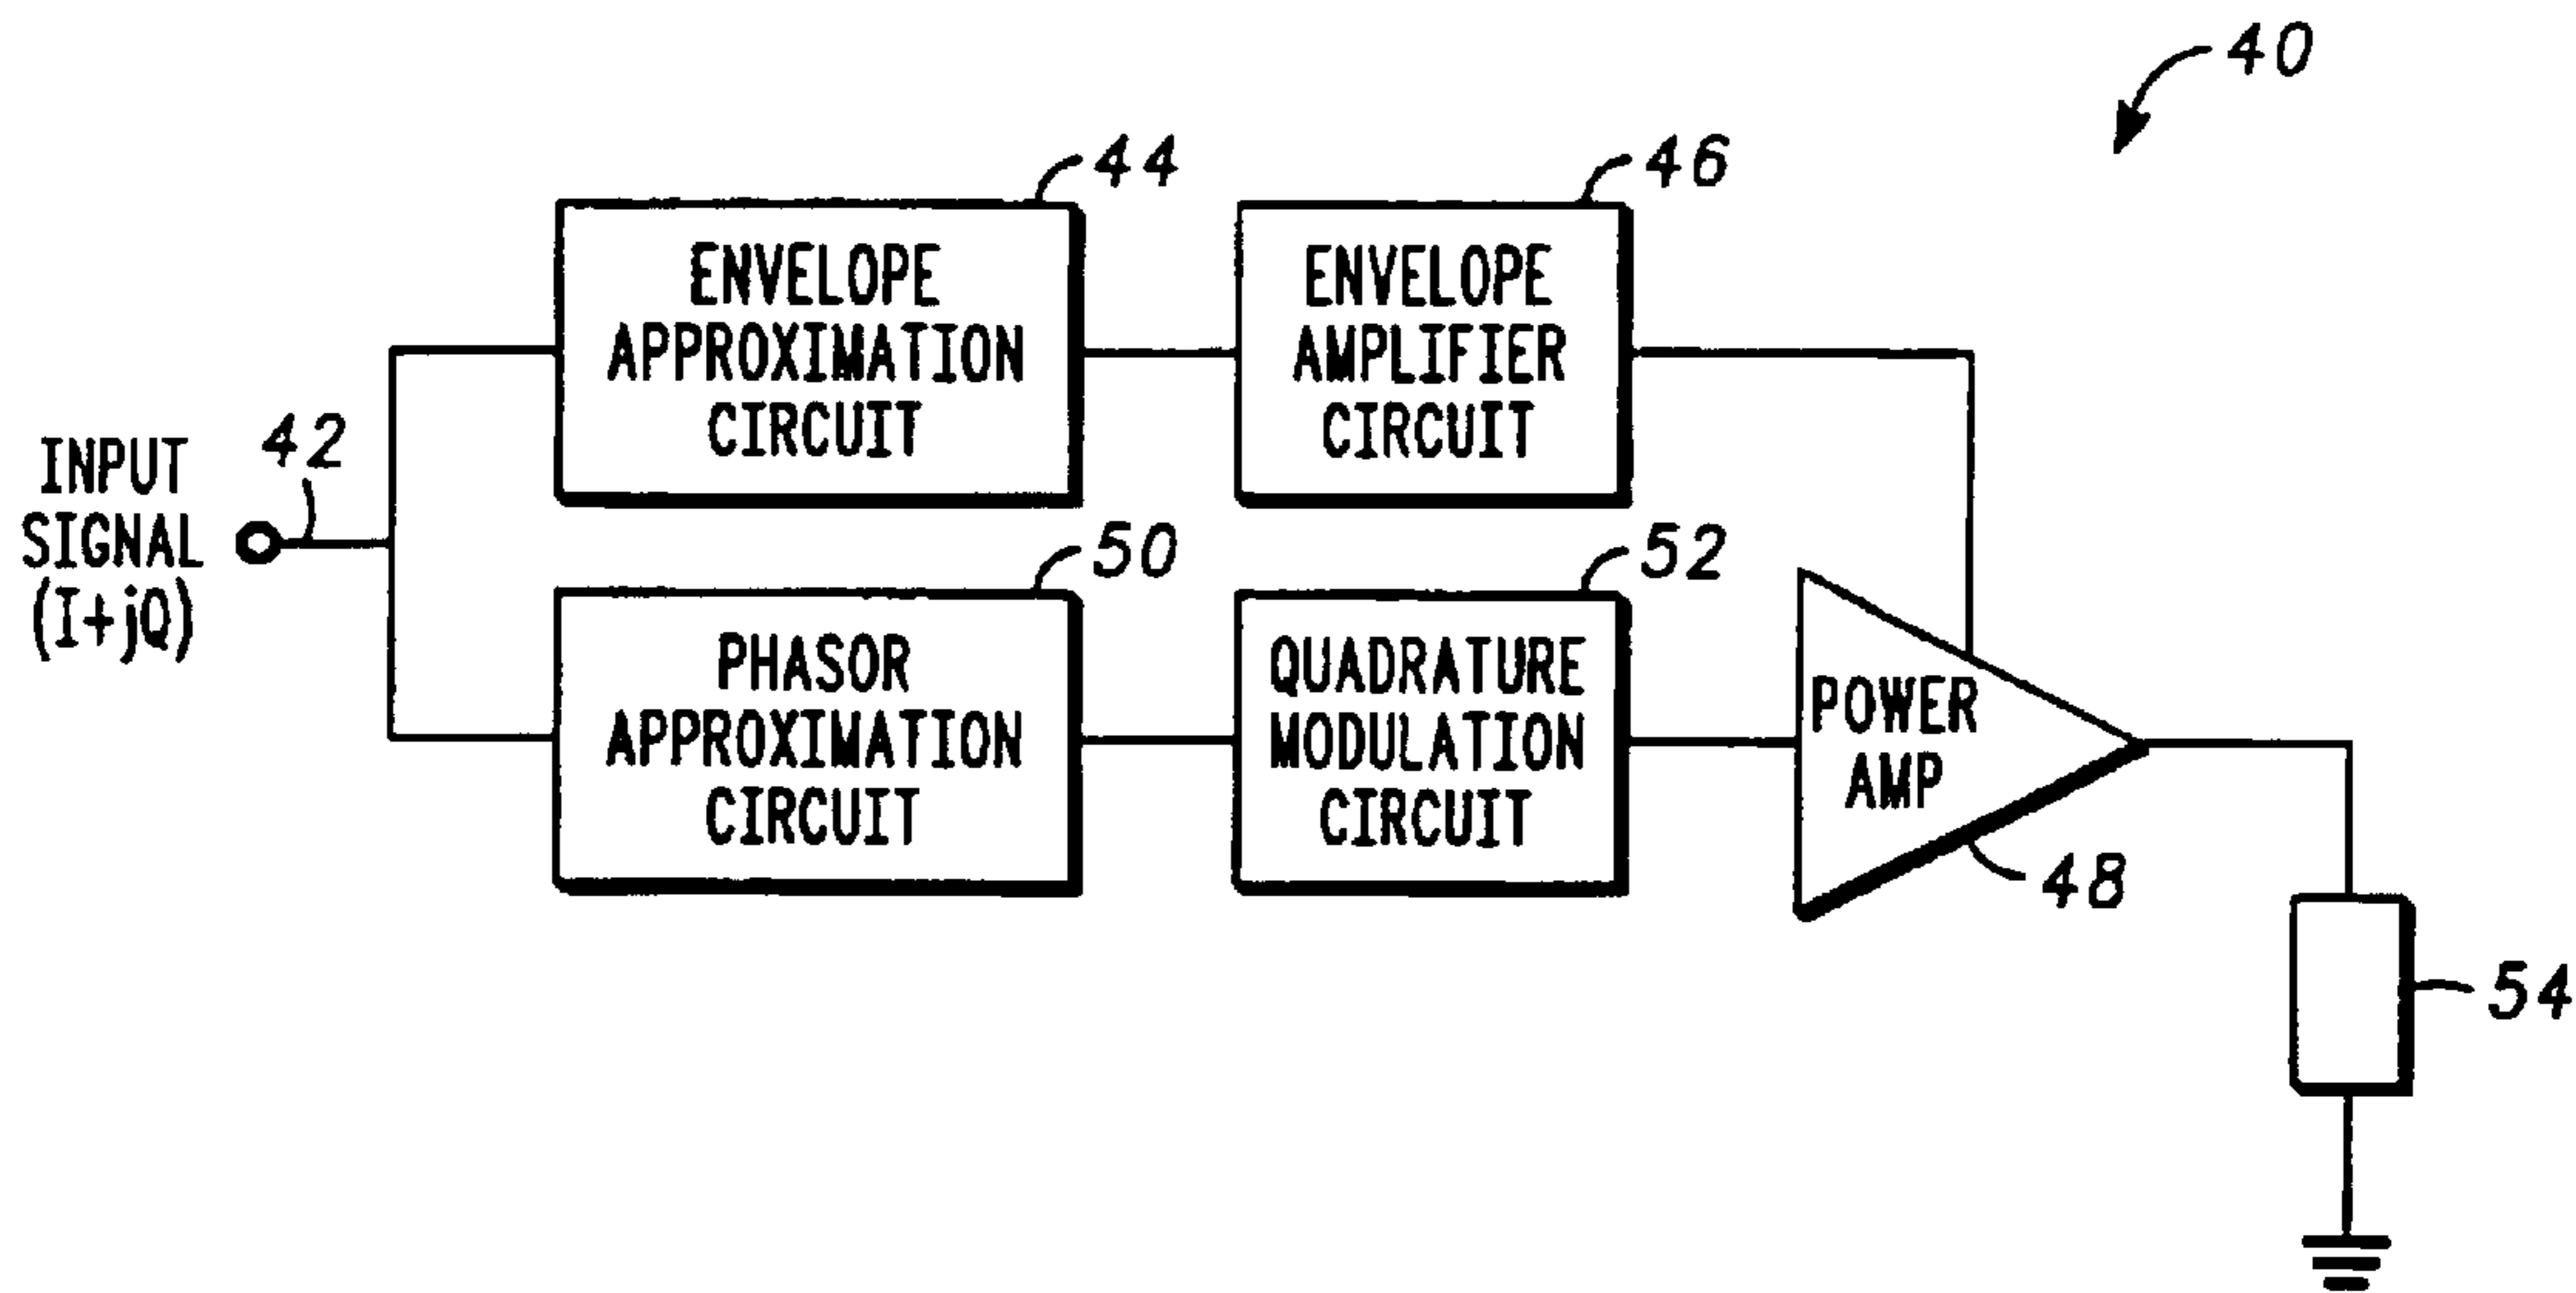 40
44
46
ENVELOPE
APPROXIMATION
CIRCUIT
ENVELOPE
AMPLIFIER
CIRCUIT
INPUT
SIGNAL
(I+jQ)
42
50
52
PHASOR
APPROXIMATION
CIRCUIT
QUADRATURE
MODULATION
CIRCUIT
POWER
AMP
48
54